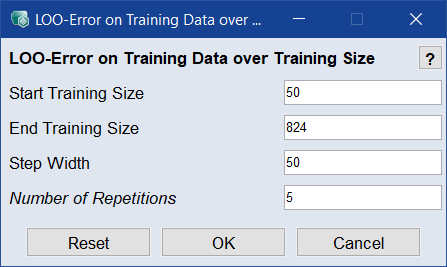 LOO-Error on Training Data over ...
LOO-Error on Training Data over Training Size ?
Start Training Size 50
End Training Size 824
Step Width 50
Number of Repetitions 5
Reset OK Cancel